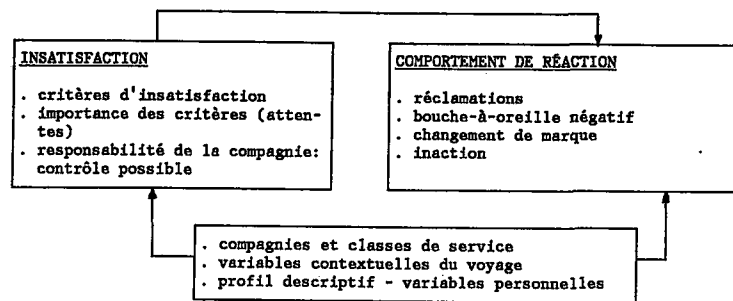 INSATISFACTION
. critères d'insatisfaction
. importance des critères (atten-
tes)
. responsabilité de la compagnie:
contrôle possible
COMPORTEMENT DE RÉACTION
. réclamations
. bouche-à-oreille négatif
. changement de marque
. inaction
. compagnies et classes de service
. variables contextuelles du voyage
. profil descriptif - variables personnelles